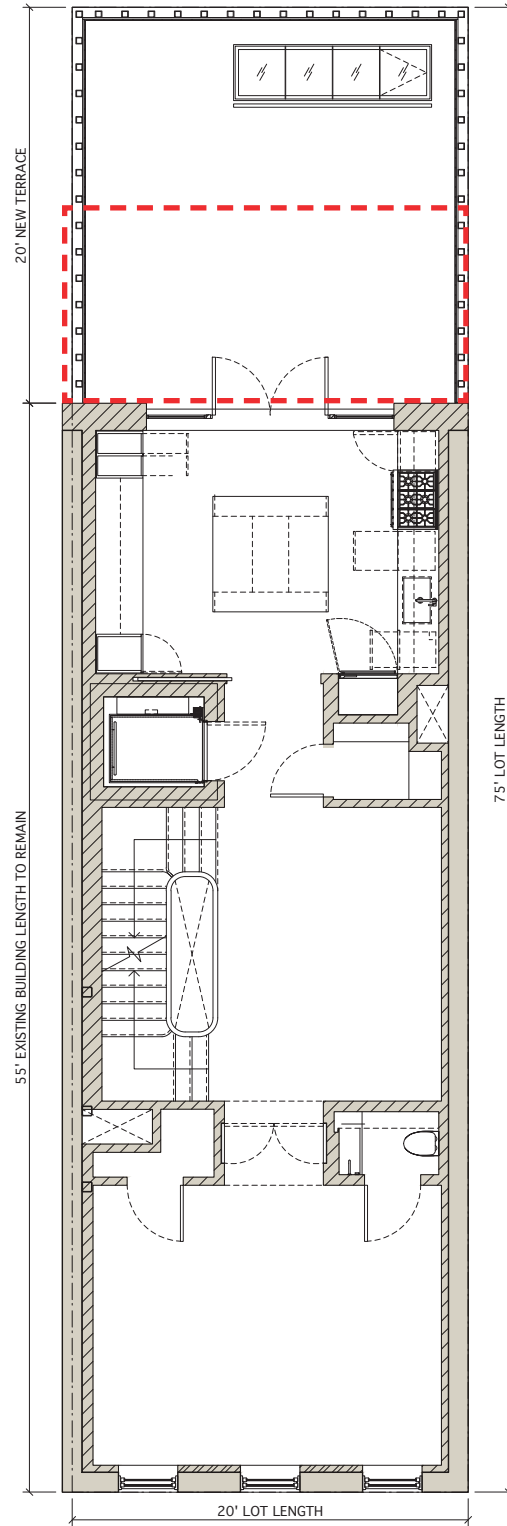 20' NEW TERRACE
75' LOT LENGTH
55' EXISTING BUILDING LENGTH TO REMAIN
20' LOT LENGTH